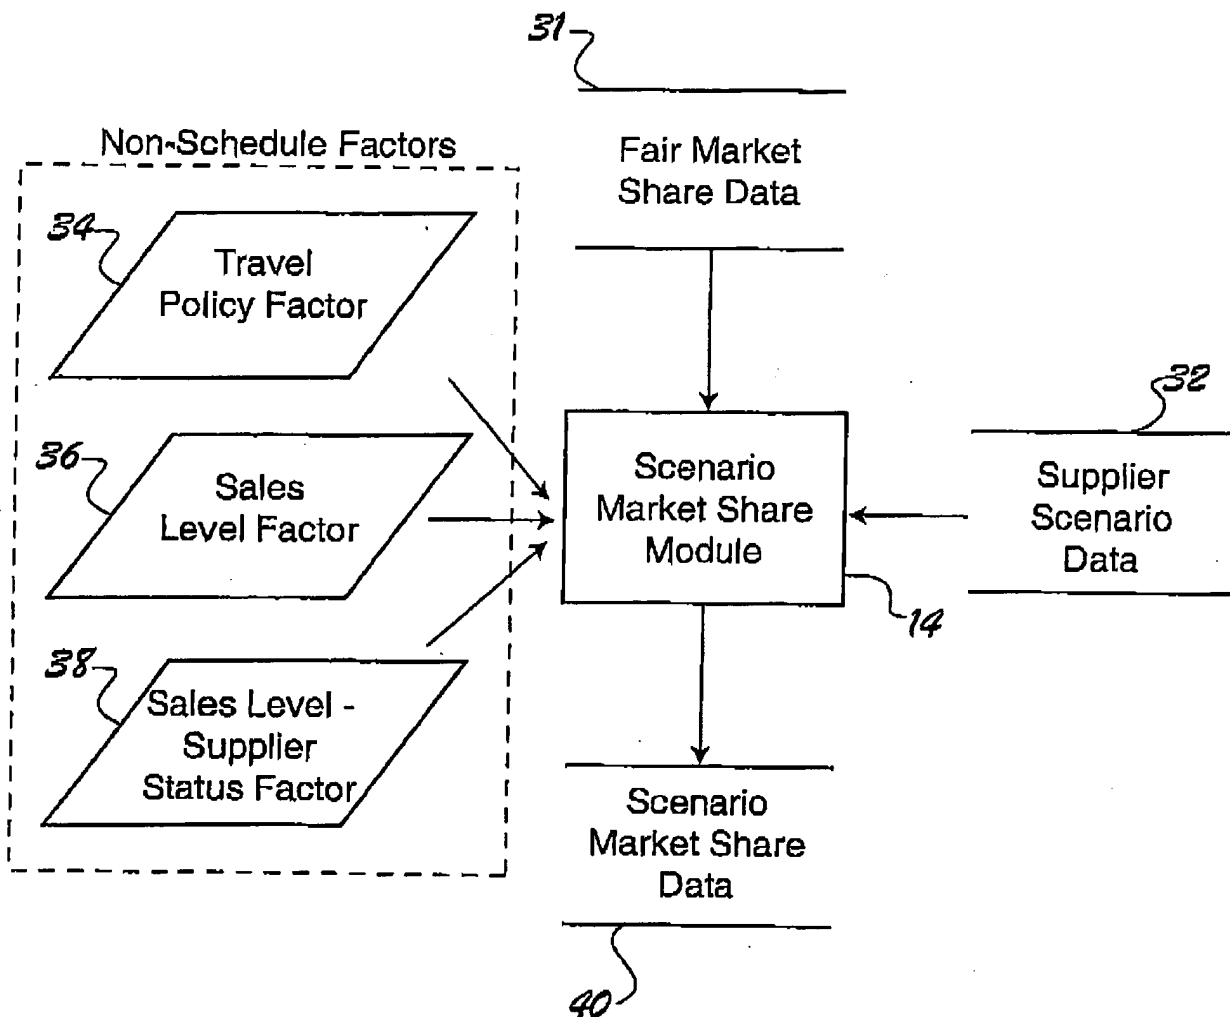 31
Non-Schedule Factors
Fair Market
Share Data
34
Travel
Policy Factor
32
36
Sales
Level Factor
Scenario
Market Share
Module
Supplier
Scenario
Data
14
38
Sales Level -
Supplier
Status Factor
Scenario
Market Share
Data
40